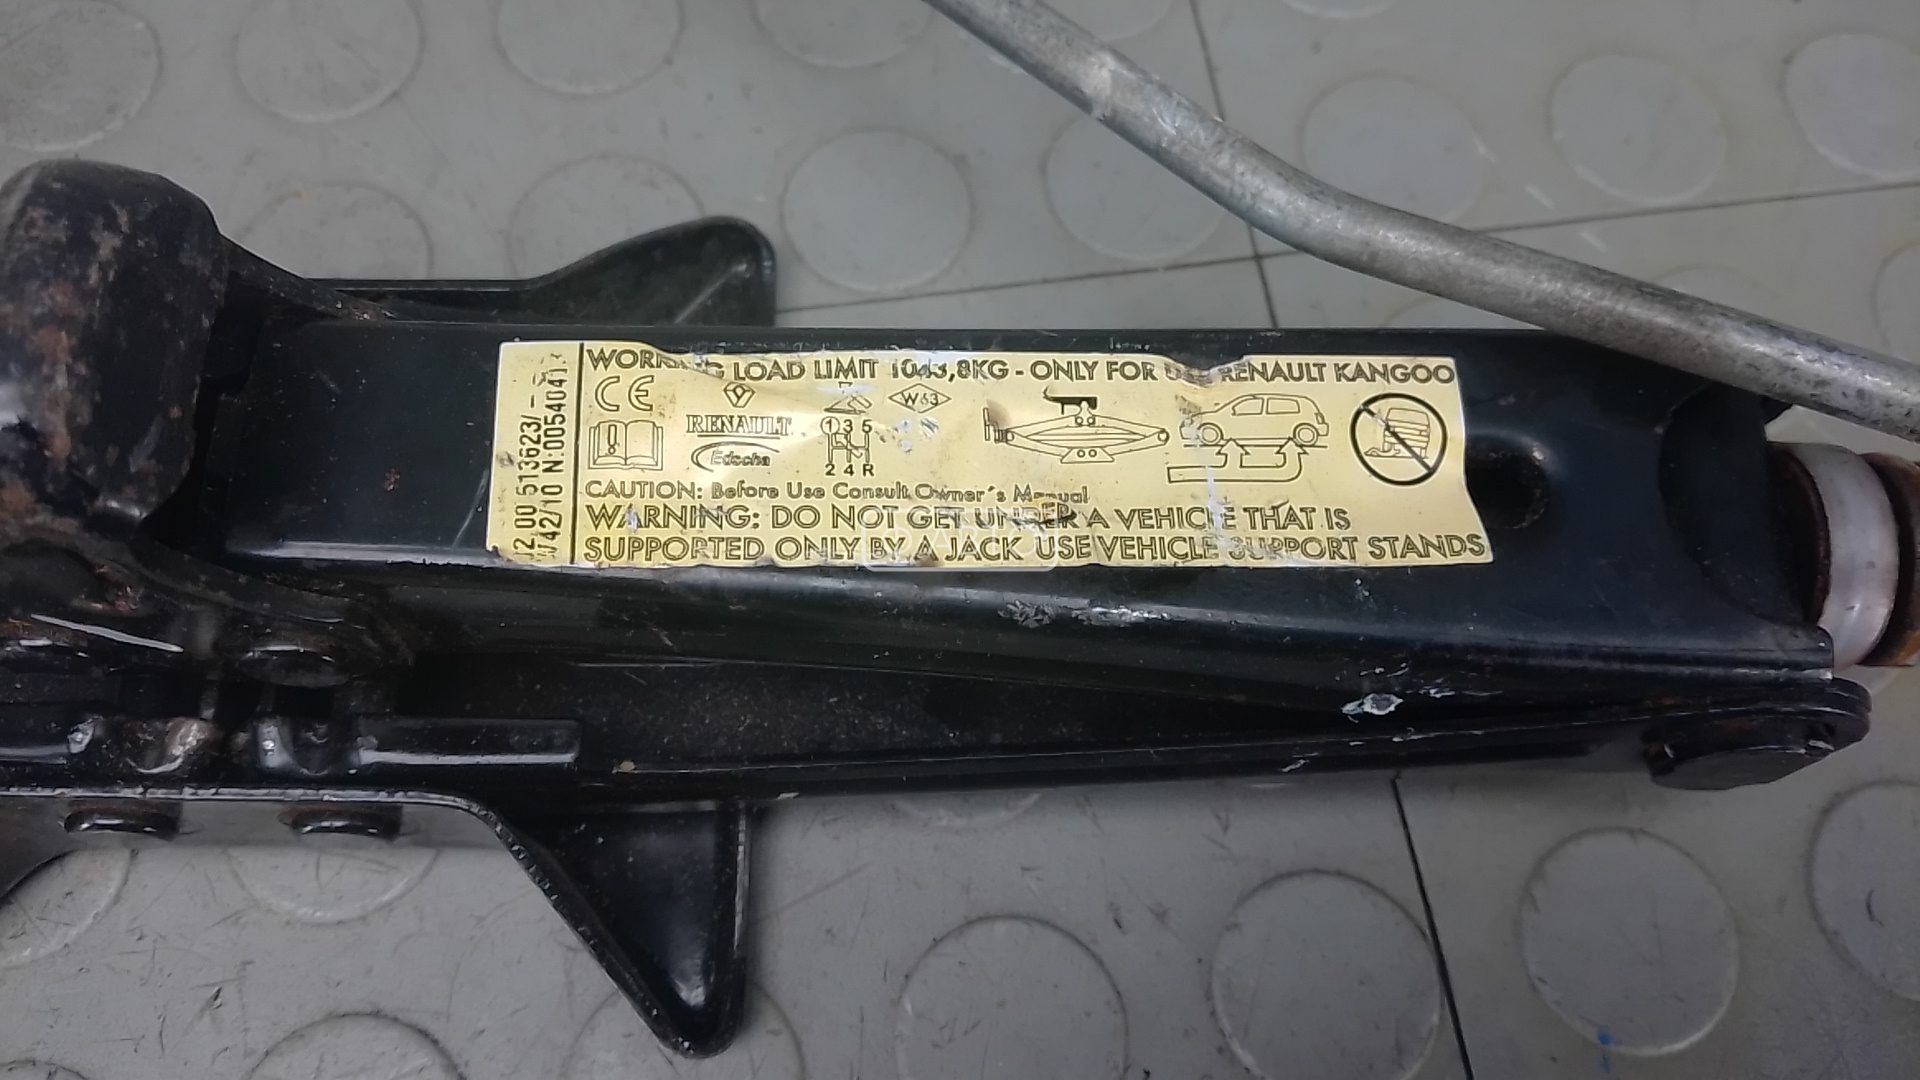 WORKING LOAD LIMIT 1043,8KG - ONLY FOR USE RENAULT KANGOO
CE
W63
RENAULT
Edscha
1 3 5
2 4 R
CAUTION: Before Use Consult Owner's Manual
WARNING: DO NOT GET UNDER A VEHICLE THAT IS
SUPPORTED ONLY BY A JACK USE VEHICLE SUPPORT STANDS
12 00 513623/
42/10 N:0054041